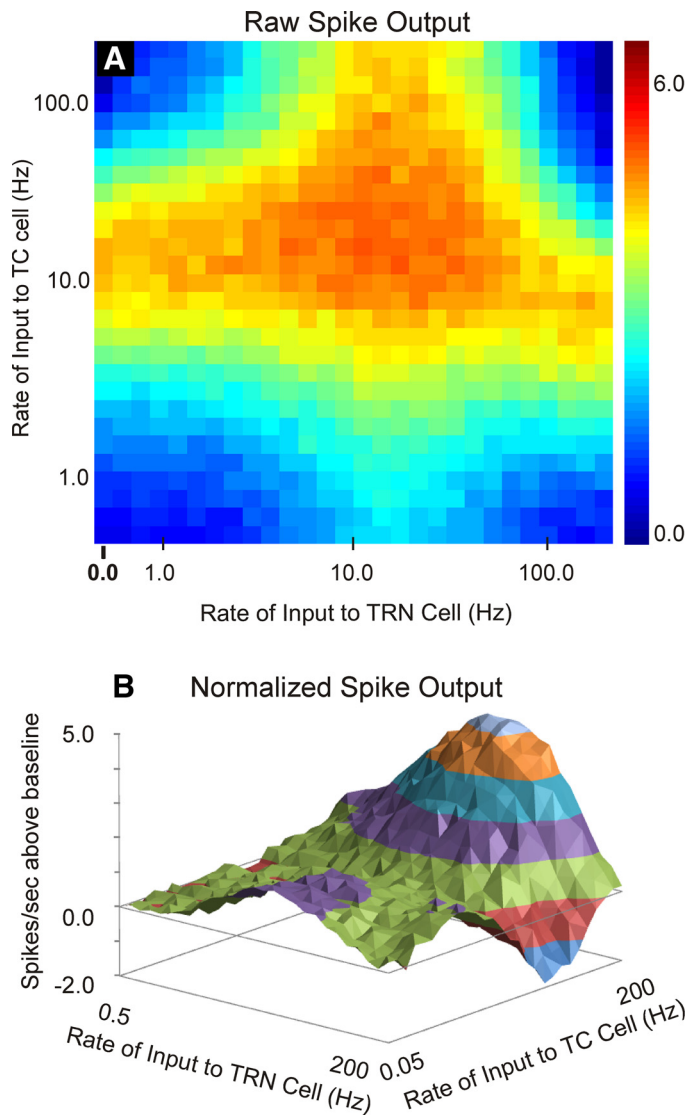 Raw Spike Output
A
6.0
100.0
10.0
1.0
0.0
Rate of Input to TC cell (Hz)
0.0
1.0
10.0
100.0
Rate of Input to TRN Cell (Hz)
B
Normalized Spike Output
5.0
0.0
-2.0
Spikes/sec above baseline
0.5
200
Rate of Input to TRN Cell (Hz)
0.05
200
Rate of Input to TC Cell (Hz)